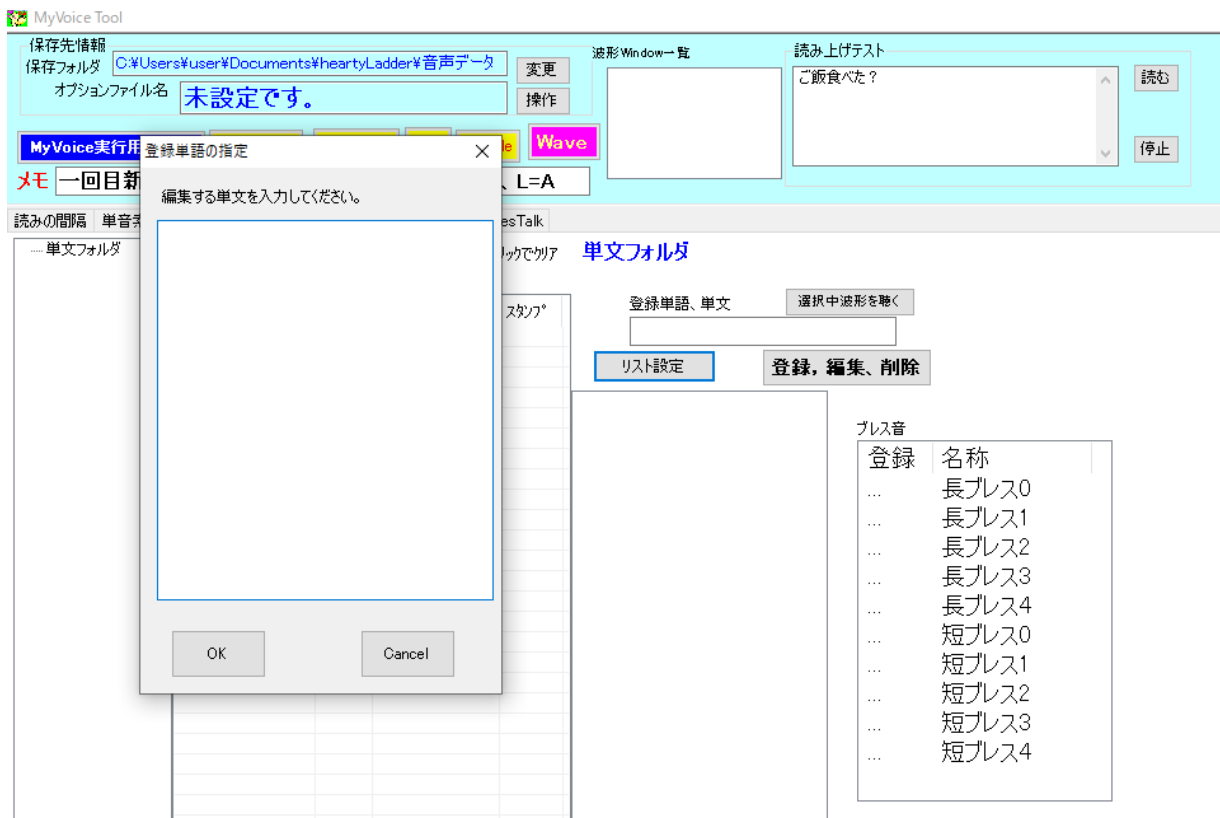 MyVoice Tool
保存先情報
保存フォルダ C:¥Users¥user¥Documents¥heartyLadder¥音声データ 変更
オプションファイル名 未設定です。 操作
波形Window一覧
読み上げテスト
ご飯食べた？
読む
停止
MyVoice実行用
Wave
メモ 一回目新
、L=A
登録単語の指定
編集する単文を入力してください。
OK Cancel
読みの間隔 単音
esTalk
単文フォルダ
ックでクリア 単文フォルダ
スタンプ
登録単語、単文 選択中波形を聴く
リスト設定 登録，編集、削除
ブレス音
登録 名称
... 長ブレス0
... 長ブレス1
... 長ブレス2
... 長ブレス3
... 長ブレス4
... 短ブレス0
... 短ブレス1
... 短ブレス2
... 短ブレス3
... 短ブレス4